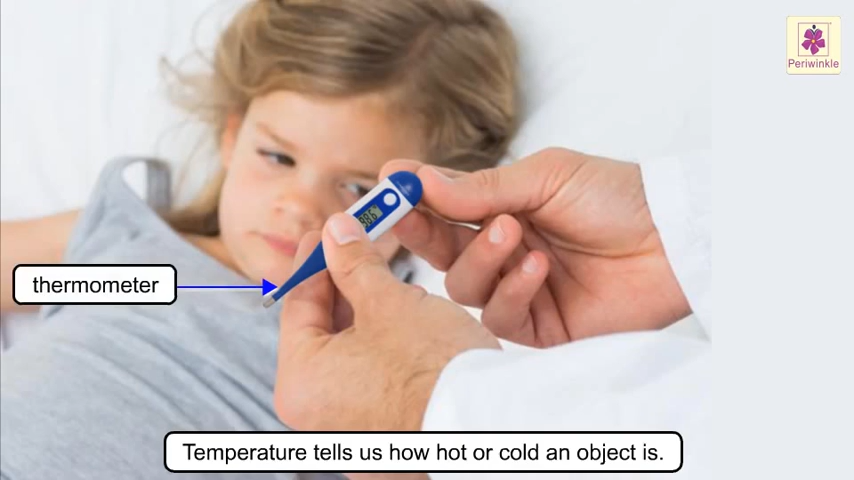 Periwinkle
thermometer
Temperature tells us how hot or cold an object is.